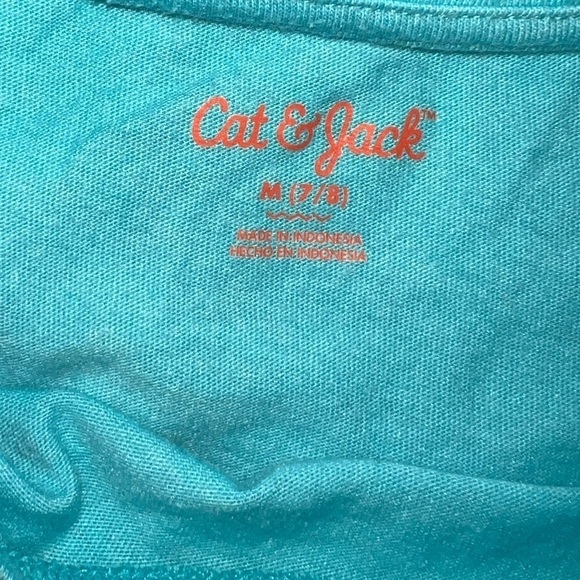 Cat & Jack™
M (7/8)
MADE IN INDONESIA
HECHO EN INDONESIA